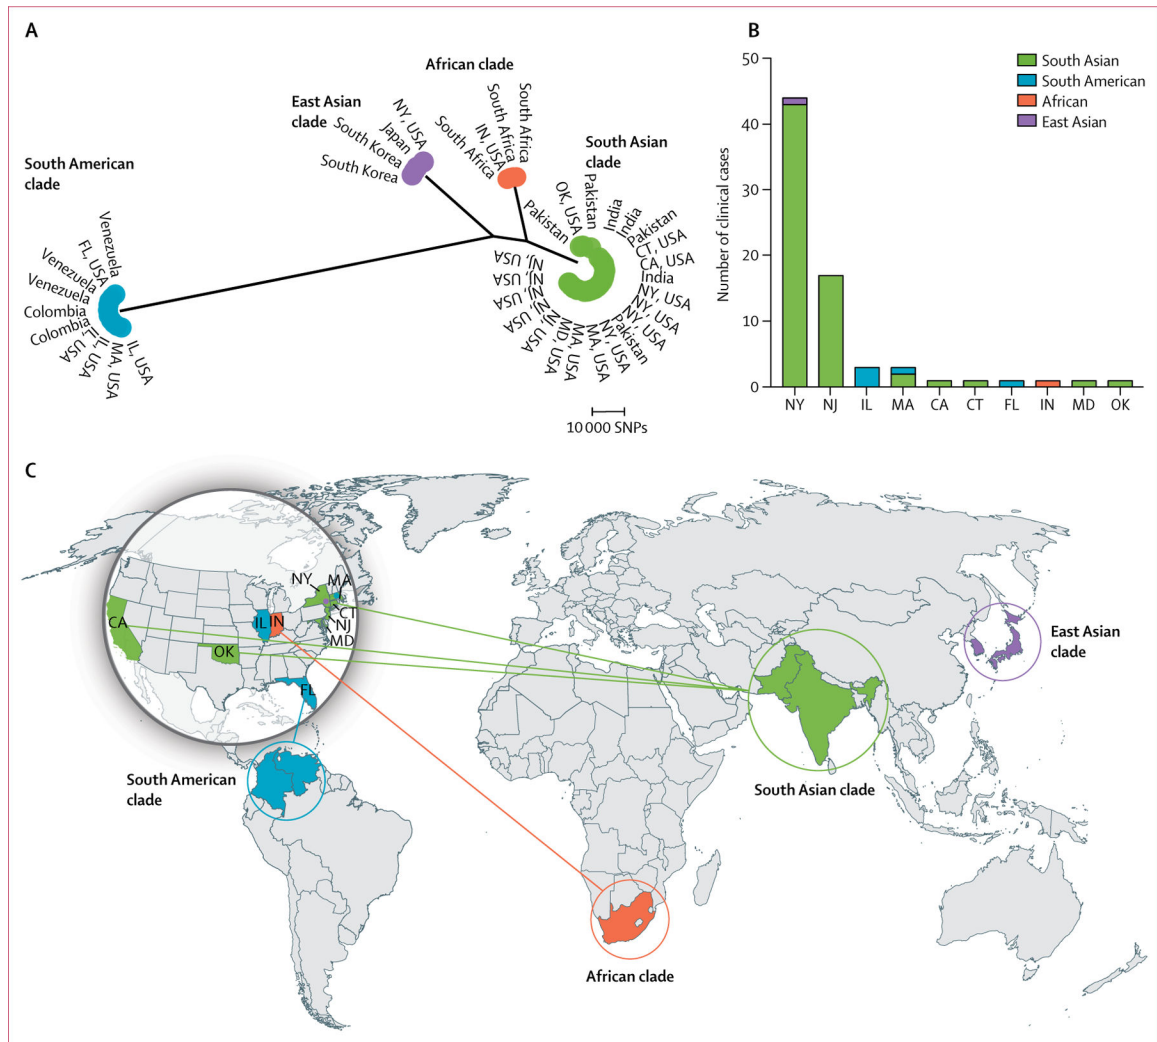 A
South American
clade
Venezuela
FL, USA
Venezuela
Venezuela
Colombia
Colombia
IL, USA
IL, USA
MA, USA
IL, USA
East Asian
clade
South Korea
South Korea
Japan
NY, USA
African clade
South Africa
IN, USA
South Africa
South Africa
South Asian
clade
Pakistan
OK, USA
Pakistan
India
India
Pakistan
CT, USA
CA, USA
India
NY, USA
NY, USA
NY, USA
Pakistan
NY, USA
MA, USA
MA, USA
MD, USA
NJ, USA
NJ, USA
NJ, USA
NJ, USA
NJ, USA
10 000 SNPs
B
Number of clinical cases
50
40
30
20
10
0
NY
NJ
IL
MA
CA
CT
FL
IN
MD
OK
South Asian
South American
African
East Asian
C
NY
MA
CT
NJ
MD
CA
IL
IN
OK
FL
South American
clade
African clade
South Asian clade
East Asian
clade